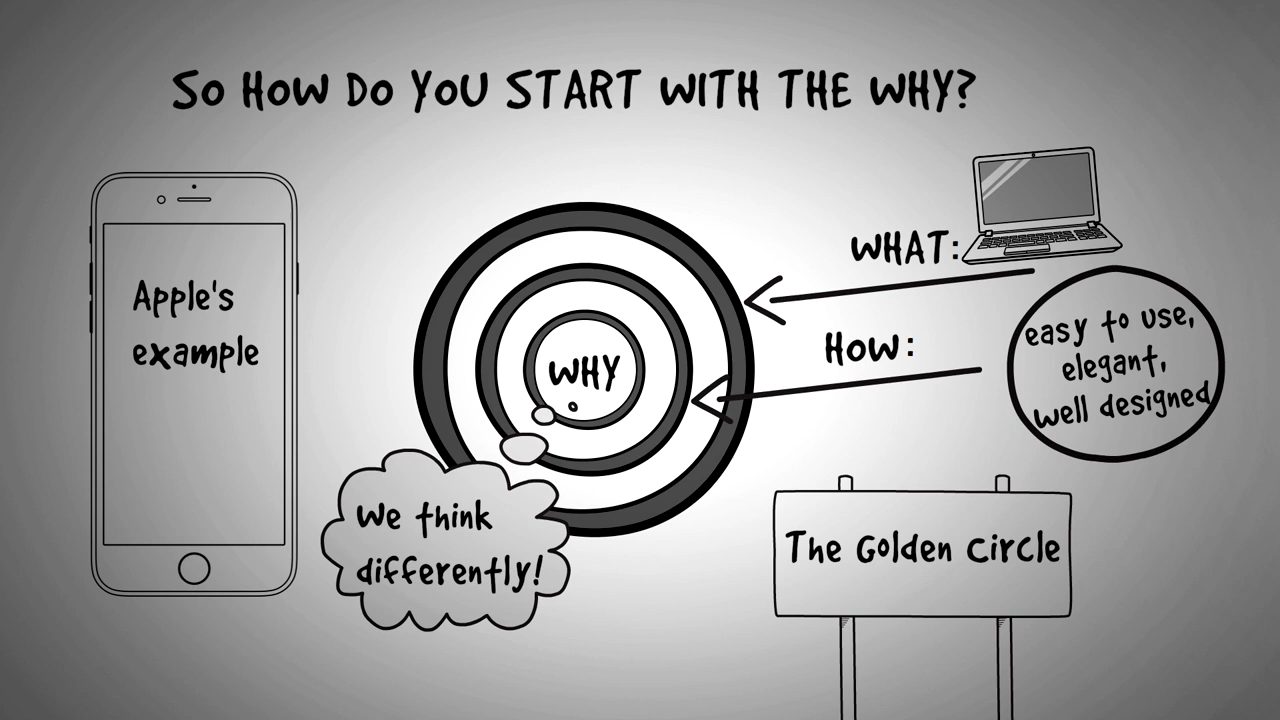 SO HOW DO YOU START WITH THE WHY?
Apple's
example
WHY
We think
differently!
WHAT:
HOW:
easy to use,
elegant,
well designed
The Golden Circle